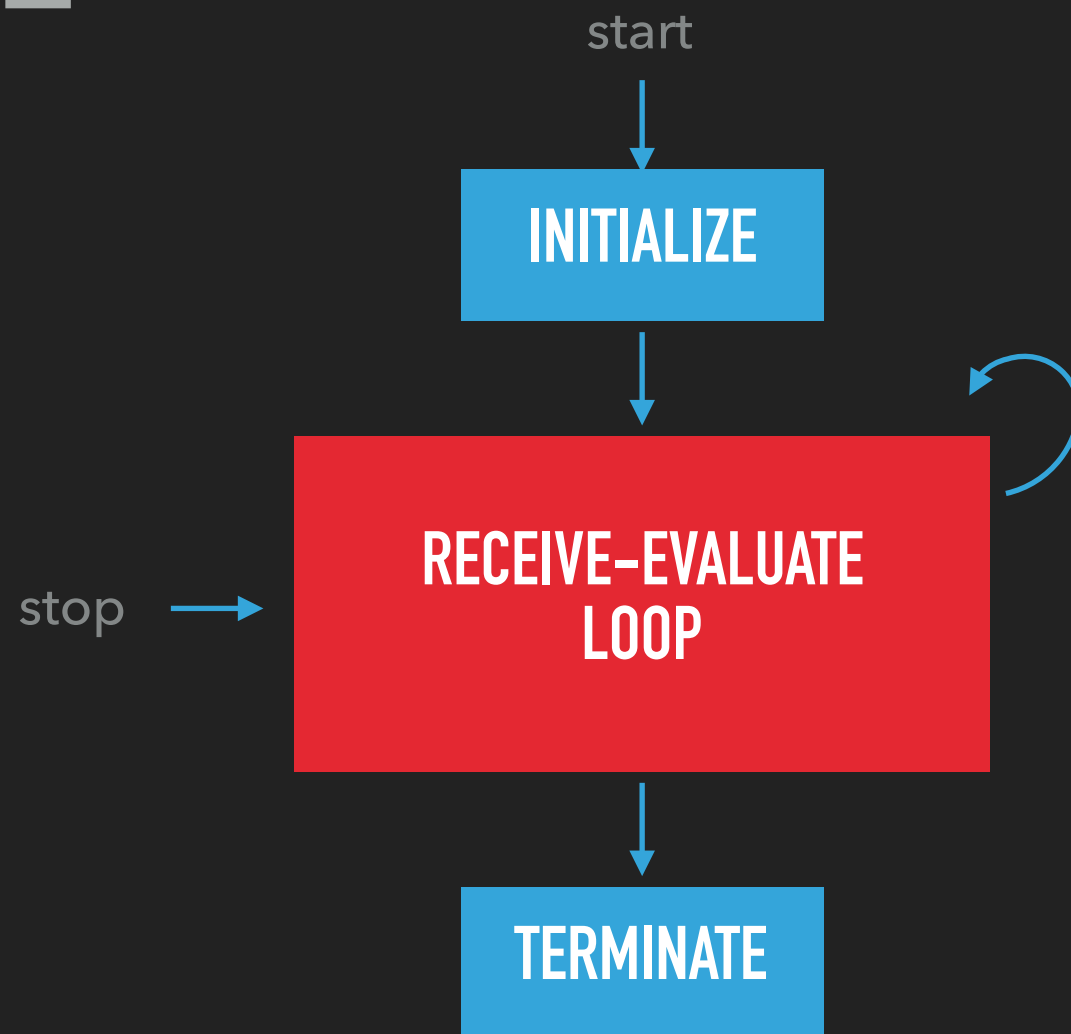 start
INITIALIZE
RECEIVE-EVALUATE
LOOP
stop
TERMINATE